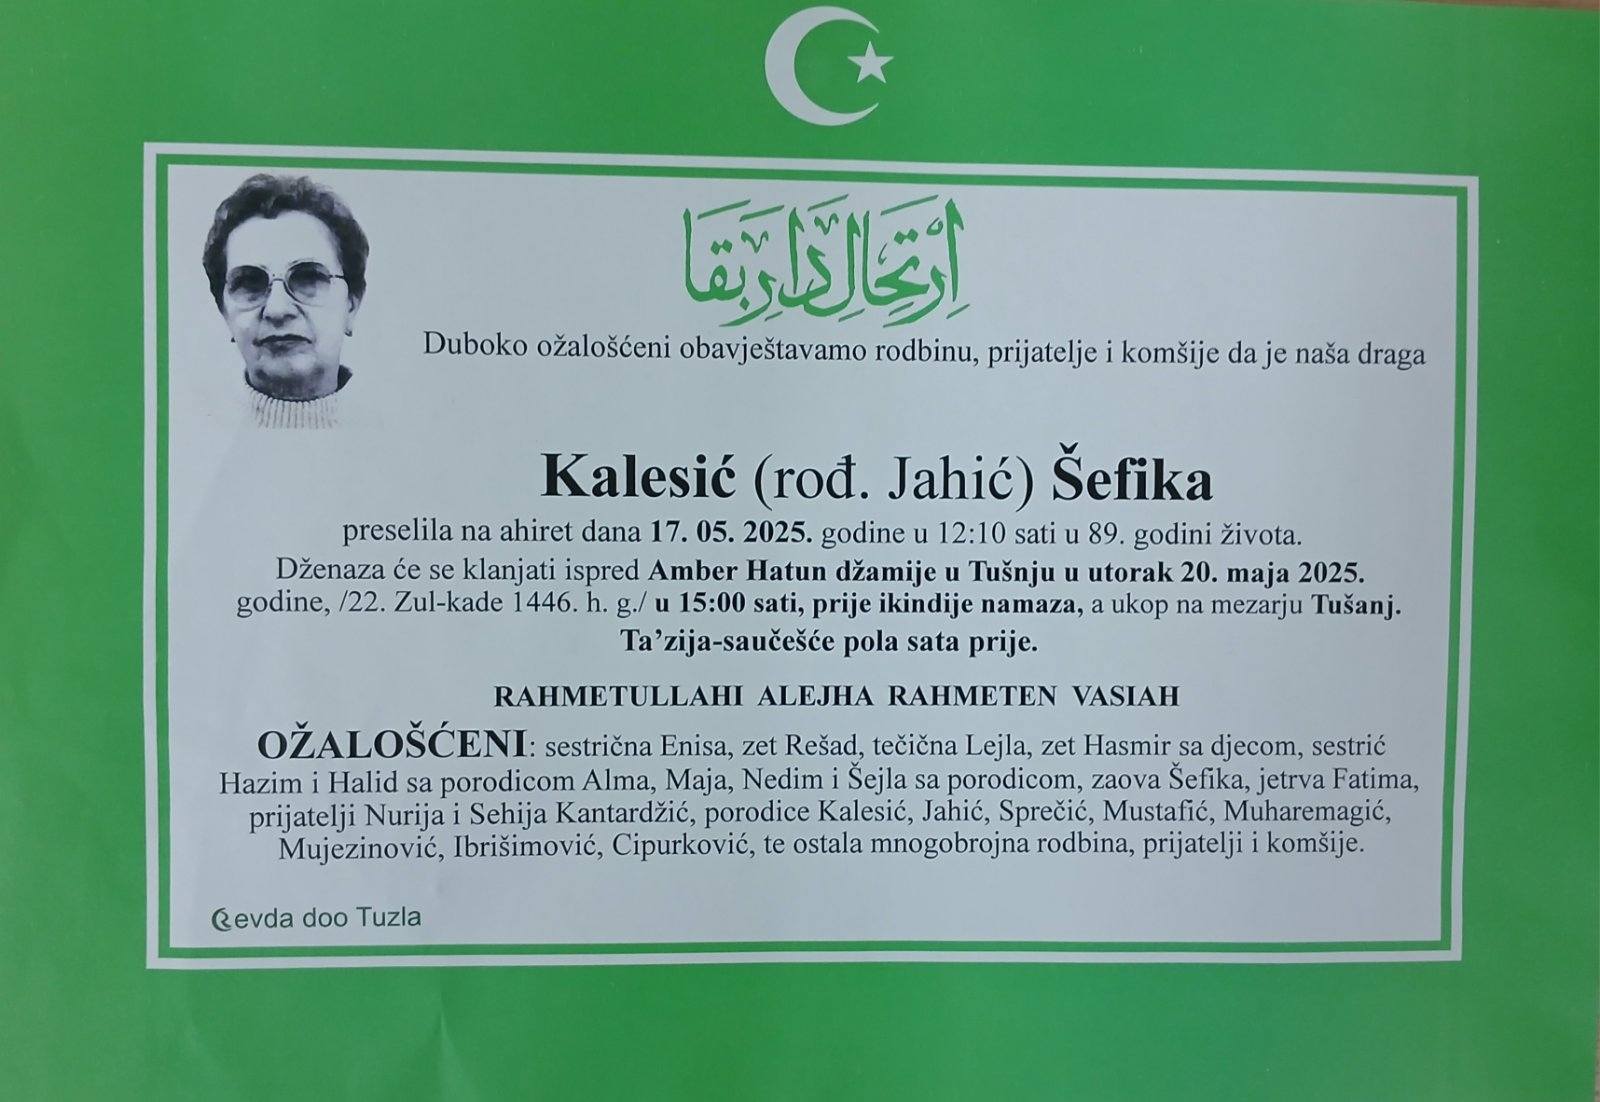 اِرتِحَالِ دَارِ بَقَا
Duboko ožalošćeni obavještavamo rodbinu, prijatelje i komšije da je naša draga
Kalesić (rođ. Jahić) Šefika
preselila na ahiret dana 17. 05. 2025. godine u 12:10 sati u 89. godini života.
Dženaza će se klanjati ispred Amber Hatun džamije u Tušnju u utorak 20. maja 2025.
godine, /22. Zul-kade 1446. h. g./ u 15:00 sati, prije ikindije namaza, a ukop na mezarju Tušanj.
Ta’zija-saučešće pola sata prije.
RAHMETULLAHI ALEJHA RAHMETEN VASIAH
OŽALOŠĆENI: sestrična Enisa, zet Rešad, tečična Lejla, zet Hasmir sa djecom, sestrić
Hazim i Halid sa porodicom Alma, Maja, Nedim i Šejla sa porodicom, zaova Šefika, jetrva Fatima,
prijatelji Nurija i Sehija Kantardžić, porodice Kalesić, Jahić, Sprečić, Mustafić, Muharemagić,
Mujezinović, Ibrišimović, Cipurković, te ostala mnogobrojna rodbina, prijatelji i komšije.
Revda doo Tuzla